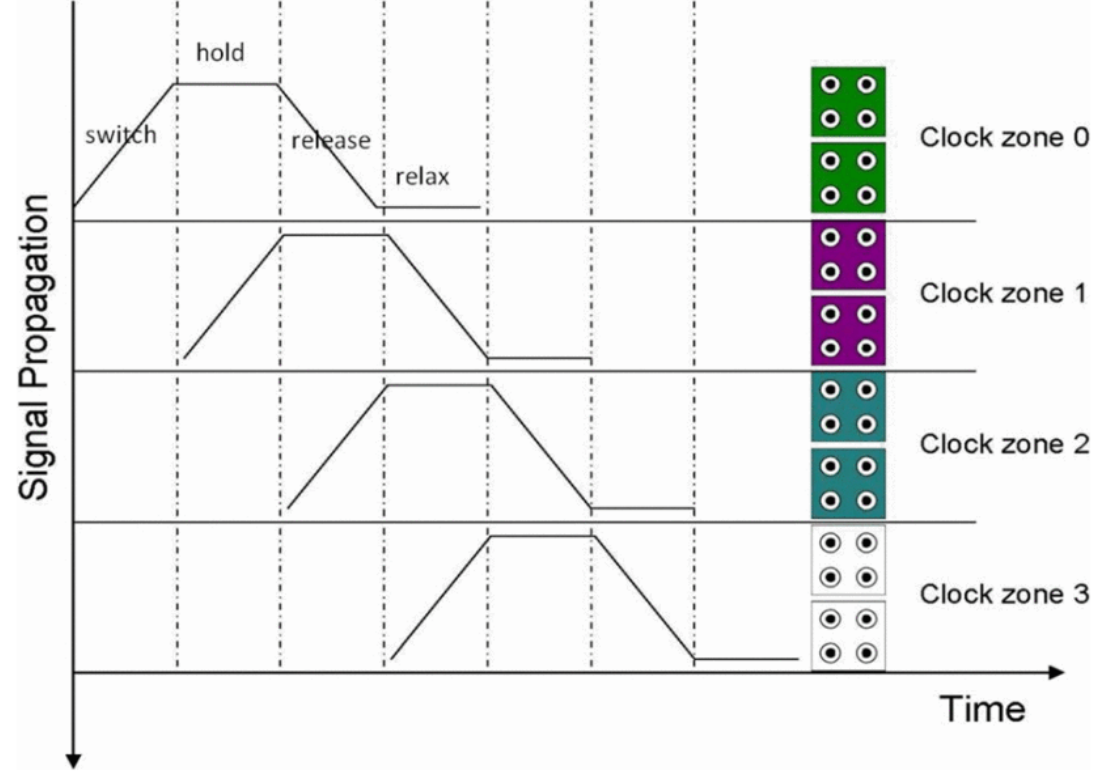 hold
switch
release
relax
Clock zone 0
Clock zone 1
Clock zone 2
Clock zone 3
Signal Propagation
Time